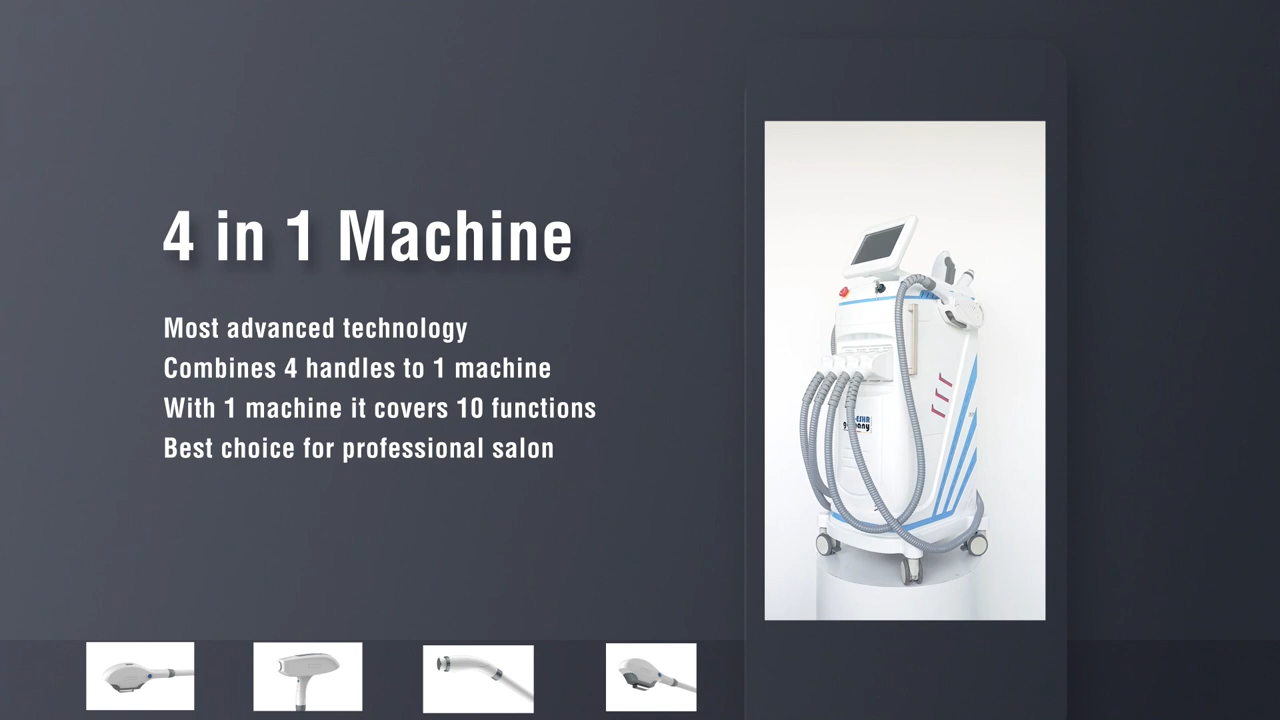 4 in 1 Machine
Most advanced technology
Combines 4 handles to 1 machine
With 1 machine it covers 10 functions
Best choice for professional salon